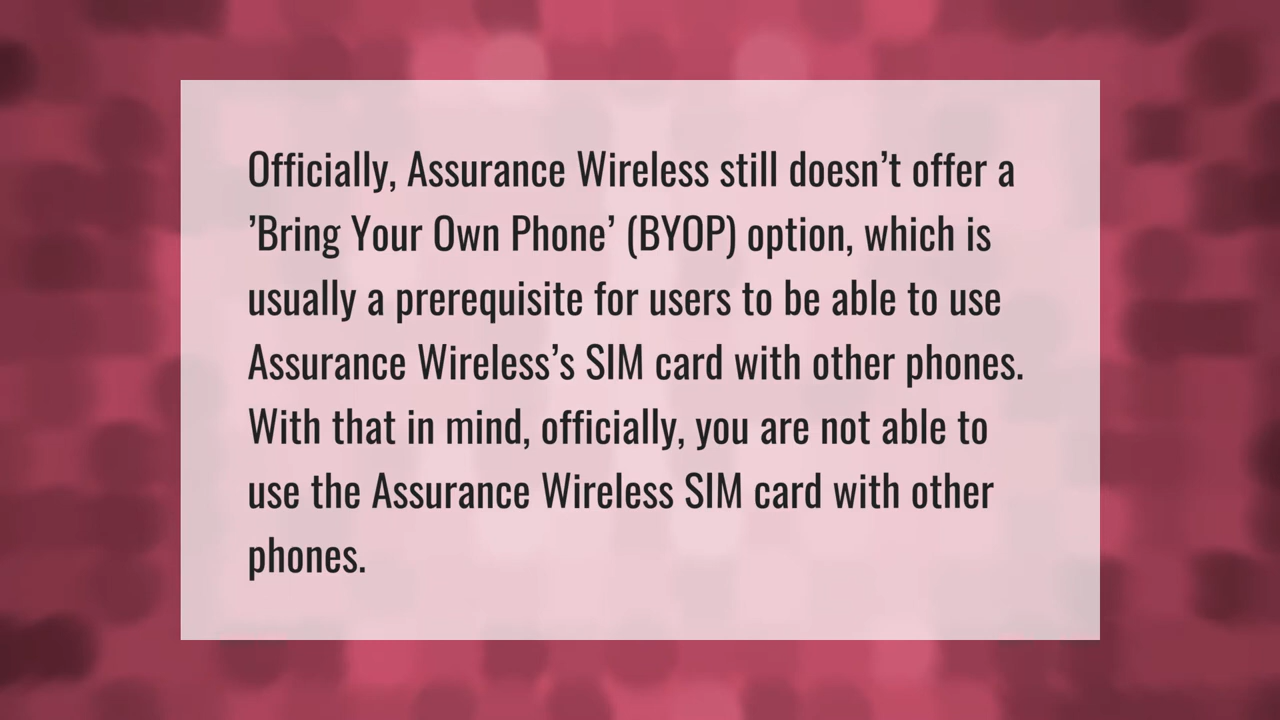 Officially, Assurance Wireless still doesn’t offer a
’Bring Your Own Phone’ (BYOP) option, which is
usually a prerequisite for users to be able to use
Assurance Wireless’s SIM card with other phones.
With that in mind, officially, you are not able to
use the Assurance Wireless SIM card with other
phones.